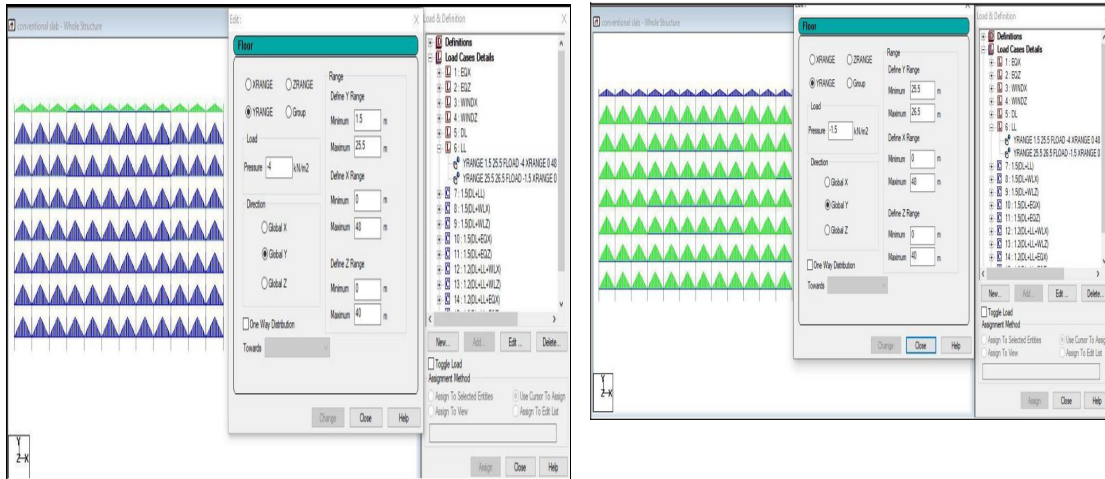 conventional slab - Whole Structure
Edit :
Floor
XRANGE
ZRANGE
YRANGE
Group
Load
Pressure -4 kN/m2
Direction
Global X
Global Y
Global Z
One Way Distribution
Towards
Range
Define Y Range
Minimum 1.5 m
Maximum 25.5 m
Define X Range
Minimum 0 m
Maximum 48 m
Define Z Range
Minimum 0 m
Maximum 40 m
Change Close Help
Load & Definition
Definitions
Load Cases Details
1 : EQX
2 : EQZ
3 : WINDX
4 : WINDZ
5 : DL
6 : LL
YRANGE 1.5 25.5 FLOAD -4 XRANGE 0 48
YRANGE 25.5 26.5 FLOAD -1.5 XRANGE 0
7 : 1.5(DL+LL)
8 : 1.5(DL+WLX)
9 : 1.5(DL+WLZ)
10 : 1.5(DL+EQX)
11 : 1.5(DL+EQZ)
12 : 1.2(DL+LL+WLX)
13 : 1.2(DL+LL+WLZ)
14 : 1.2(DL+LL+EQX)
New... Add... Edit ... Delete...
Toggle Load
Assignment Method
Assign To Selected Entities
Use Cursor To Assign
Assign To View
Assign To Edit List
Assign Close Help
Y
Z X
conventional slab - Whole Structure
Floor
XRANGE
ZRANGE
YRANGE
Group
Load
Pressure -1.5 kN/m2
Direction
Global X
Global Y
Global Z
One Way Distribution
Towards
Range
Define Y Range
Minimum 25.5 m
Maximum 26.5 m
Define X Range
Minimum 0 m
Maximum 48 m
Define Z Range
Minimum 0 m
Maximum 40 m
Change Close Help
Load & Definition
Definitions
Load Cases Details
1 : EQX
2 : EQZ
3 : WINDX
4 : WINDZ
5 : DL
6 : LL
YRANGE 1.5 25.5 FLOAD -4 XRANGE 0 48
YRANGE 25.5 26.5 FLOAD -1.5 XRANGE 0
7 : 1.5(DL+LL)
8 : 1.5(DL+WLX)
9 : 1.5(DL+WLZ)
10 : 1.5(DL+EQX)
11 : 1.5(DL+EQZ)
12 : 1.2(DL+LL+WLX)
New... Add... Edit ... Delete...
Toggle Load
Assignment Method
Assign To Selected Entities
Use Cursor To Assig
Assign To View
Assign To Edit List
Assign Close Help
Y
Z X